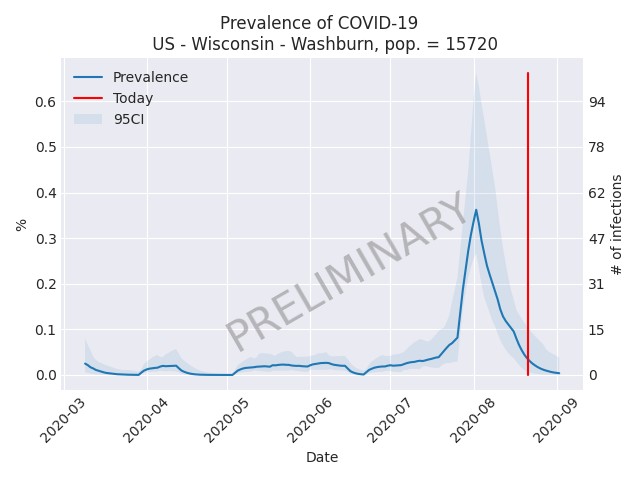 Prevalence of COVID-19
US - Wisconsin - Washburn, pop. = 15720
Prevalence
Today
95CI
PRELIMINARY
%
0.6
0.5
0.4
0.3
0.2
0.1
0.0
94
78
62
47
31
15
0
# of infections
2020-03
2020-04
2020-05
2020-06
2020-07
2020-08
2020-09
Date